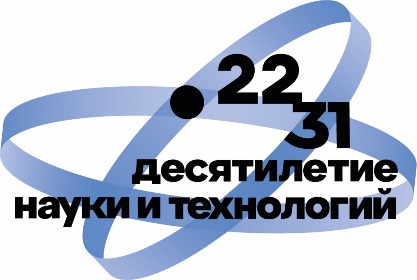 .22
31
десятилетие
науки и технологий